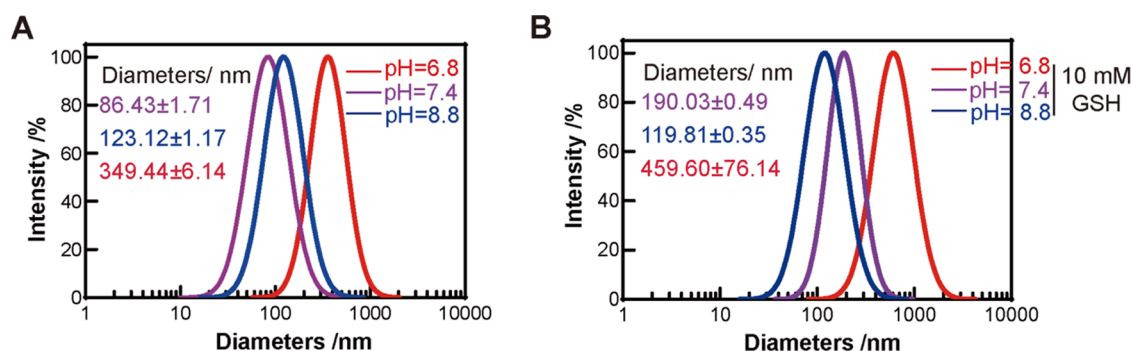 A
Intensity /%
100
80
60
40
20
0
Diameters/ nm
86.43±1.71
123.12±1.17
349.44±6.14
pH=6.8
pH=7.4
pH=8.8
1
10
100
1000
10000
Diameters /nm
B
Intensity /%
100
80
60
40
20
0
Diameters/ nm
190.03±0.49
119.81±0.35
459.60±76.14
pH= 6.8
pH= 7.4
pH= 8.8
10 mM
GSH
1
10
100
1000
10000
Diameters /nm